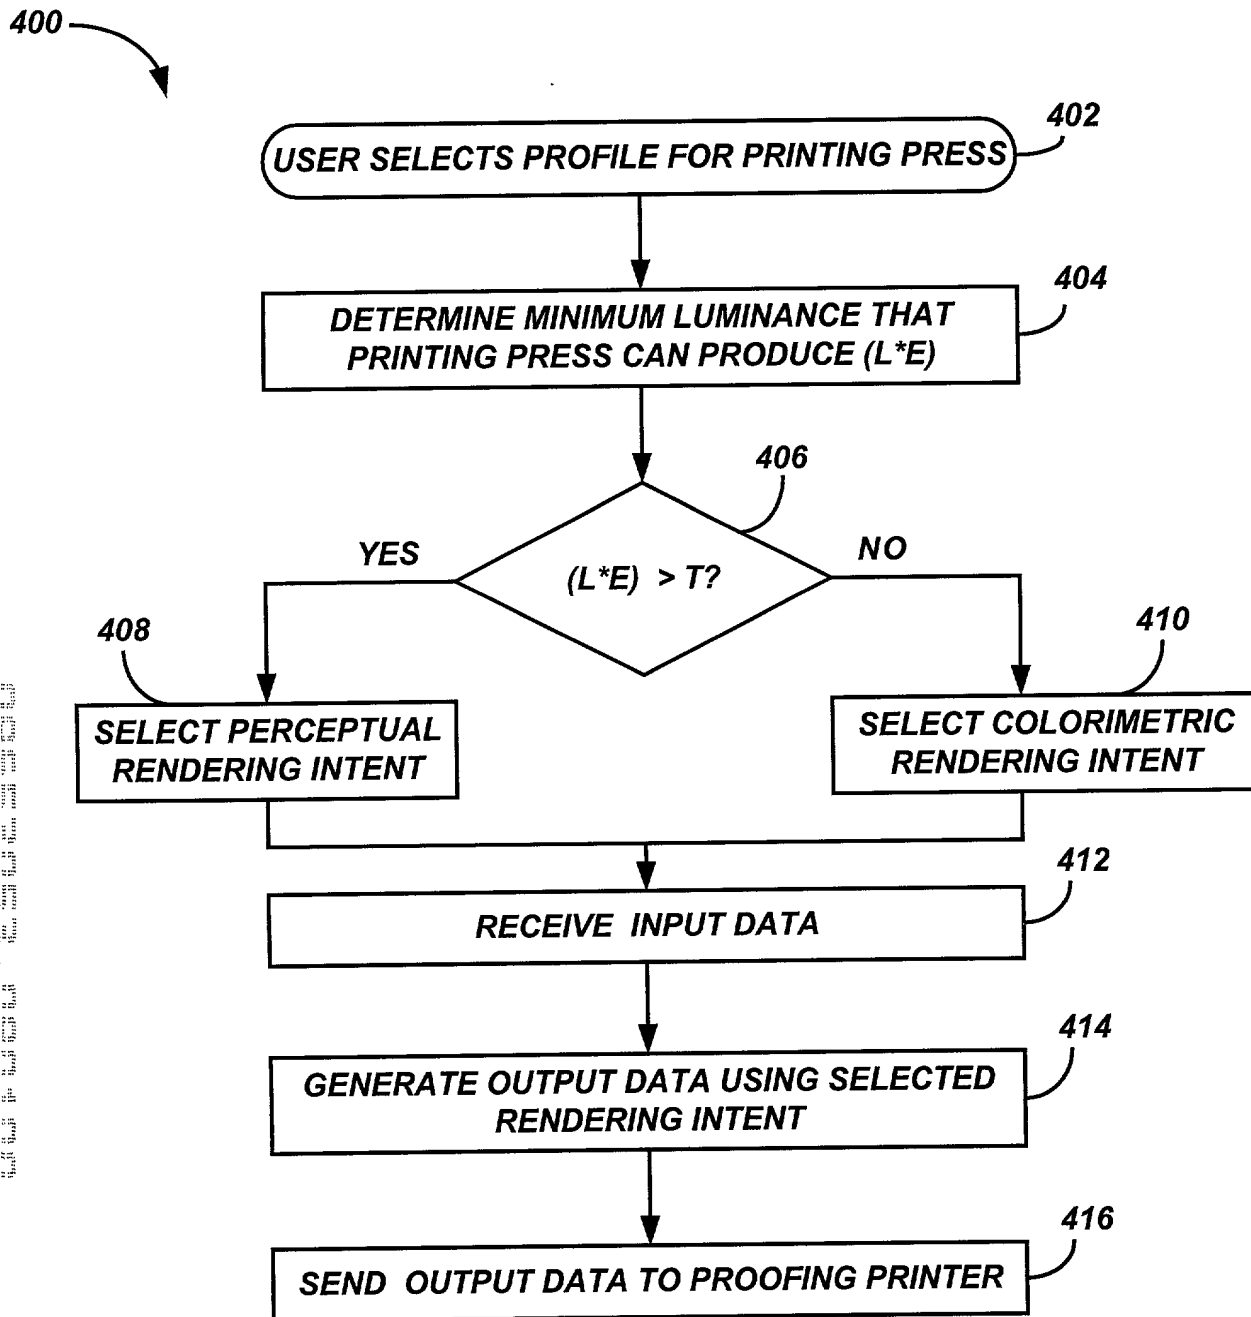 400
402
USER SELECTS PROFILE FOR PRINTING PRESS
404
DETERMINE MINIMUM LUMINANCE THAT
PRINTING PRESS CAN PRODUCE (L*E)
406
YES
(L*E) > T?
NO
408
410
SELECT PERCEPTUAL
RENDERING INTENT
SELECT COLORIMETRIC
RENDERING INTENT
412
RECEIVE INPUT DATA
414
GENERATE OUTPUT DATA USING SELECTED
RENDERING INTENT
416
SEND OUTPUT DATA TO PROOFING PRINTER